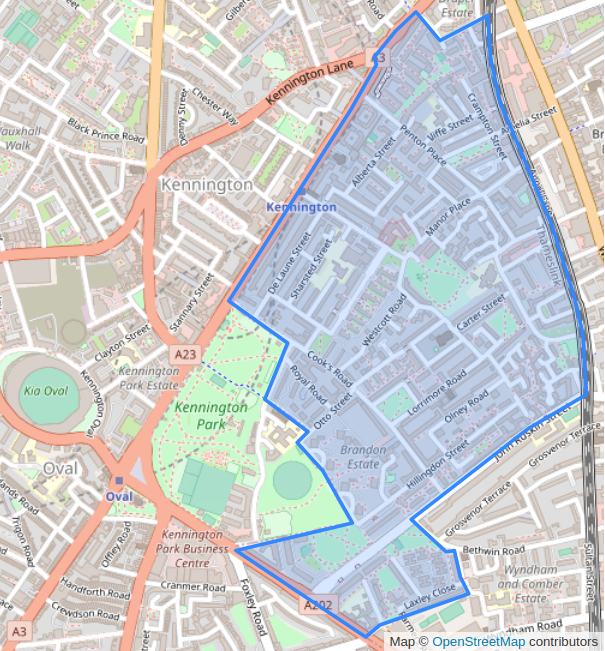 Draper
Estate
Gilbe
Road
A3
Kennington Lane
Chester Way
Denny Street
Black Prince Road
Vauxhall
Walk
Crampton Street
Amelia Street
Iliffe Street
Penton Place
Alberta Street
Kennington
Kennington
Manor Place
De Laune Street
Sharsted Street
Thameslink
Stannary Street
Westcott Road
Carter Street
Clayton Street
A23
Kennington
Park Estate
Cook's Road
Royal Road
Kia Oval
Kennington Oval
Kennington
Park
Otto Street
Lorrimore Road
Olney Road
John Ruskin Street
Grosvenor Terrace
Brandon
Estate
Hillingdon Street
Oval
Oval
Grosvenor Terrace
Trigon Road
Offley Road
Kennington
Park Business
Centre
Bethwin Road
Sultan Street
Wyndham
and Comber
Estate
Handforth Road
Cranmer Road
Crewdson Road
Foxley Road
A202
Laxley Close
A3
Map © OpenStreetMap contributors